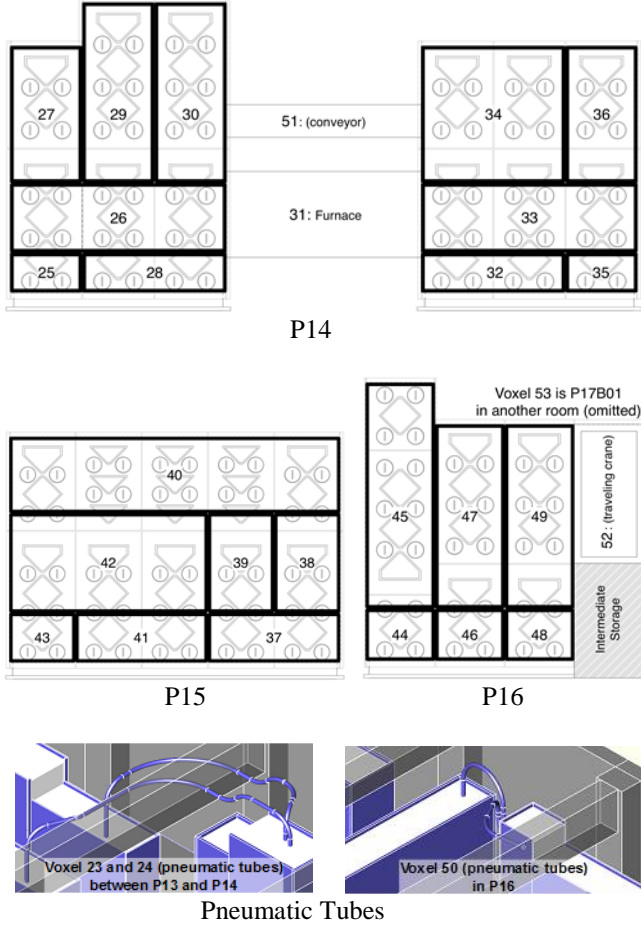 27
29
30
34
36
51: (conveyor)
26
31: Furnace
33
25
28
32
35
P14
Voxel 53 is P17B01
in another room (omitted)
40
45
47
49
52 : (traveling crane)
42
39
38
43
41
37
44
46
48
Intermediate
Storage
P15
P16
Voxel 23 and 24 (pneumatic tubes)
between P13 and P14
Voxel 50 (pneumatic tubes)
in P16
Pneumatic Tubes